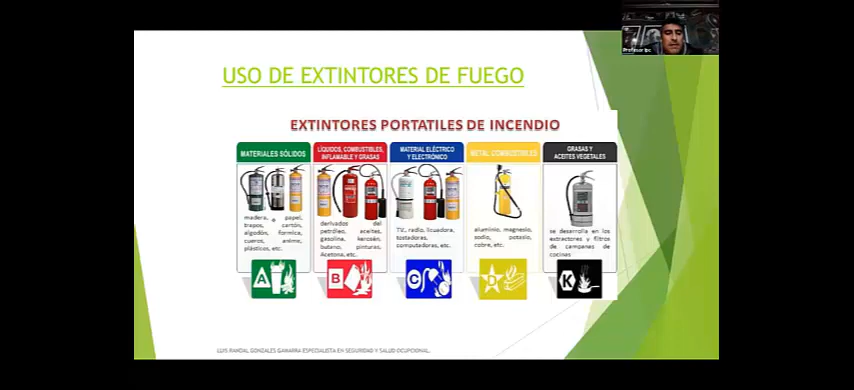 Profesor Ipc
USO DE EXTINTORES DE FUEGO
EXTINTORES PORTATILES DE INCENDIO
MATERIALES SÓLIDOS
madera, papel,
trapos, cartón,
algodón, formica,
cueros, anime,
plásticos, etc.
A
LÍQUIDOS, COMBUSTIBLES,
INFLAMABLE Y GRASAS
derivados del
petróleo, aceites,
gasolina, kerosén,
butano, pinturas,
Acetona, etc.
B
MATERIAL ELÉCTRICO
Y ELECTRÓNICO
TV, radio, licuadora,
tostadoras,
computadoras, etc.
C
METAL COMBUSTIBLES
aluminio, magnesio,
sodio, potasio,
cobre, etc.
D
GRASAS Y
ACEITES VEGETALES
se desarrolla en los
extractores y filtros
de campanas de
cocinas
K
LUIS RANDAL GONZALES GAMARRA ESPECIALISTA EN SEGURIDAD Y SALUD OCUPACIONAL.